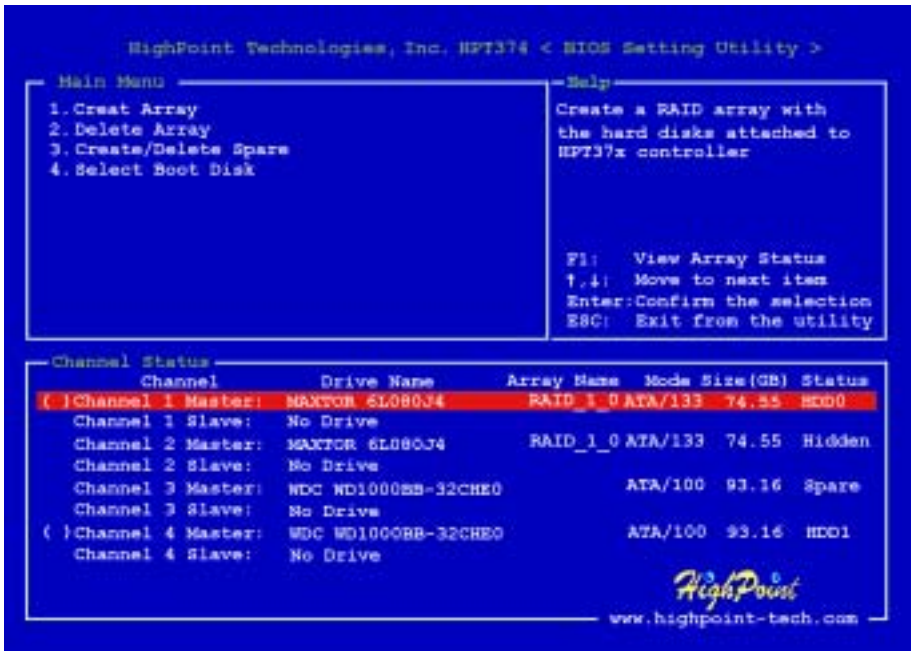 HighPoint Technologies, Inc. HPT374 < BIOS Setting Utility >
Main Menu
1.Creat Array
2.Delete Array
3.Create/Delete Spare
4.Select Boot Disk
Help
Create a RAID array with
the hard disks attached to
HPT37x controller
F1: View Array Status
↑,↓: Move to next item
Enter:Confirm the selection
ESC: Exit from the utility
Channel Status
Channel Drive Name Array Name Mode Size(GB) Status
( )Channel 1 Master: MAXTOR 6L080J4 RAID_1_0 ATA/133 74.55 HDD0
Channel 1 Slave: No Drive
Channel 2 Master: MAXTOR 6L080J4 RAID_1_0 ATA/133 74.55 Hidden
Channel 2 Slave: No Drive
Channel 3 Master: WDC WD1000BB-32CHE0 ATA/100 93.16 Spare
Channel 3 Slave: No Drive
( )Channel 4 Master: WDC WD1000BB-32CHE0 ATA/100 93.16 HDD1
Channel 4 Slave: No Drive
HighPoint
www.highpoint-tech.com